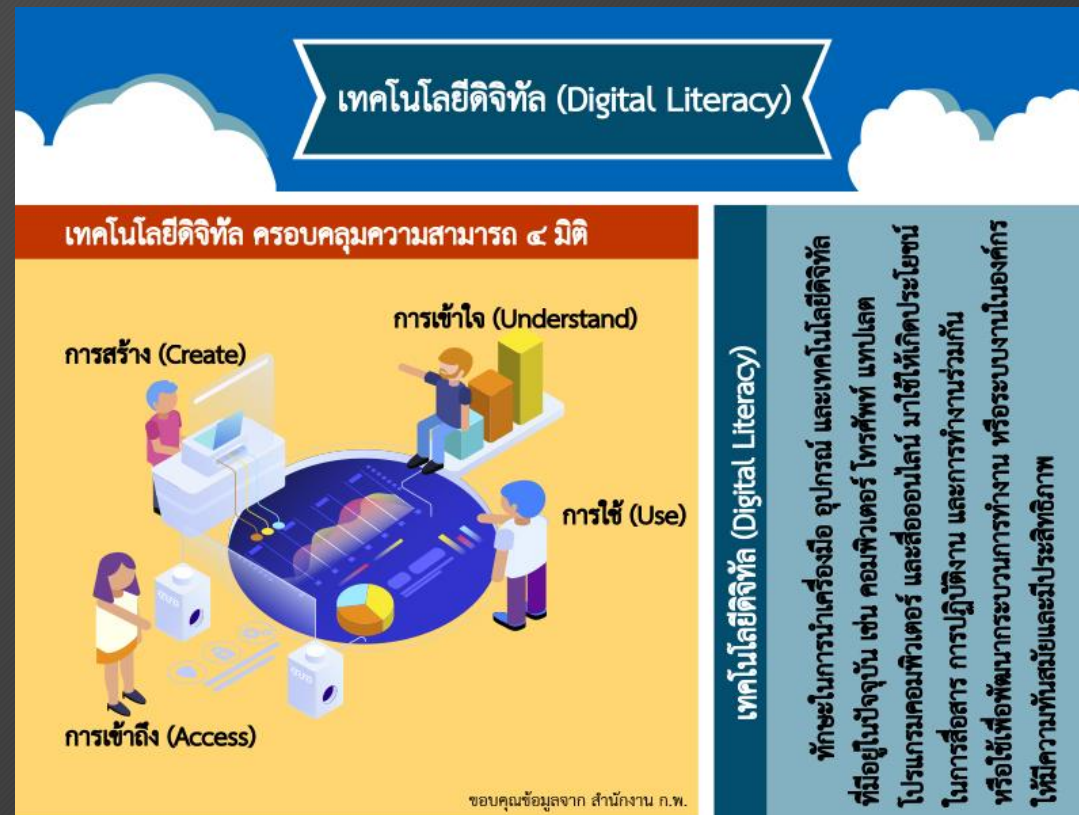 เทคโนโลยีดิจิทัล (Digital Literacy)
เทคโนโลยีดิจิทัล ครอบคลุมความสามารถ ๔ มิติ
การเข้าใจ (Understand)
การสร้าง (Create)
การใช้ (Use)
การเข้าถึง (Access)
ขอบคุณข้อมูลจาก สำนักงาน ก.พ.
เทคโนโลยีดิจิทัล (Digital Literacy)
ทักษะในการนำเครื่องมือ อุปกรณ์ และเทคโนโลยีดิจิทัล
ที่มีอยู่ในปัจจุบัน เช่น คอมพิวเตอร์ โทรศัพท์ แทปเลต
โปรแกรมคอมพิวเตอร์ และสื่อออนไลน์ มาใช้ให้เกิดประโยชน์
ในการสื่อสาร การปฏิบัติงาน และการทำงานร่วมกัน
หรือใช้เพื่อพัฒนากระบวนการทำงาน หรือระบบงานในองค์กร
ให้มีความทันสมัยและมีประสิทธิภาพ